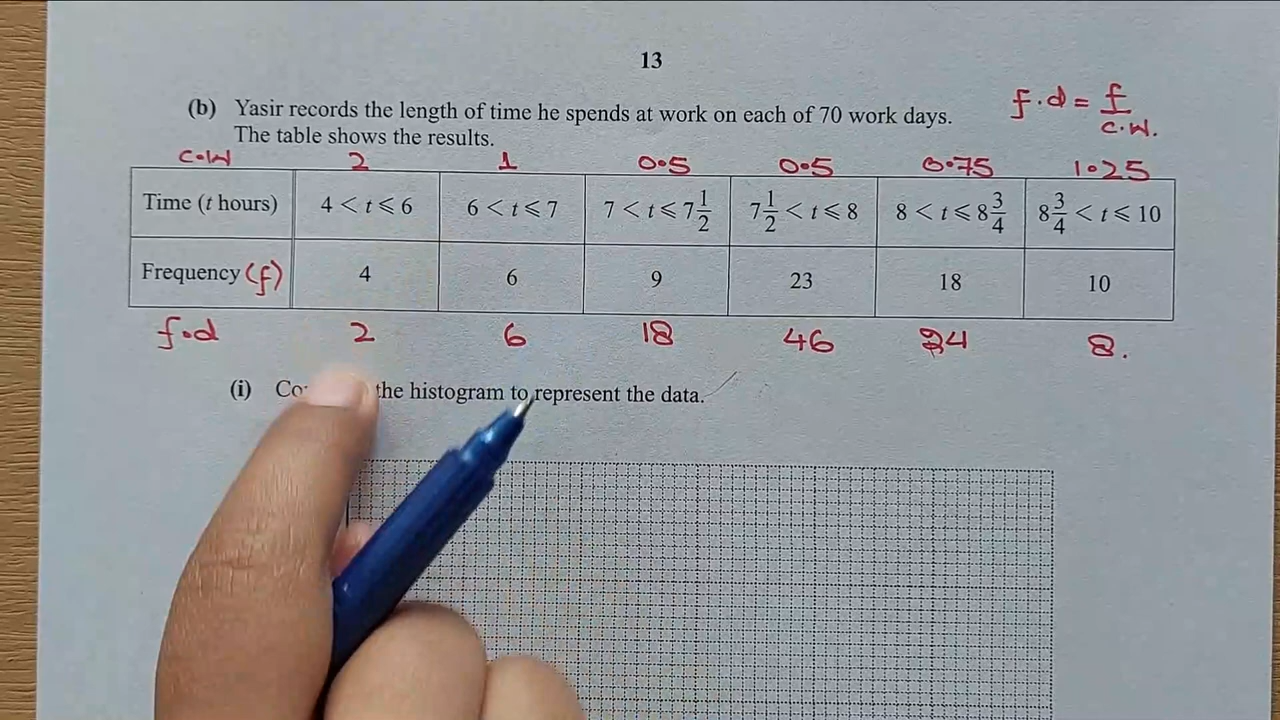 13
(b) Yasir records the length of time he spends at work on each of 70 work days.
The table shows the results.
f.d = f / c.w.
c.w 2 1 0.5 0.5 0.75 1.25
Time (t hours) 4 < t ⩽ 6 6 < t ⩽ 7 7 < t ⩽ 7 1/2 7 1/2 < t ⩽ 8 8 < t ⩽ 8 3/4 8 3/4 < t ⩽ 10
Frequency (f) 4 6 9 23 18 10
f.d 2 6 18 46 24 8.
(i) the histogram to represent the data.